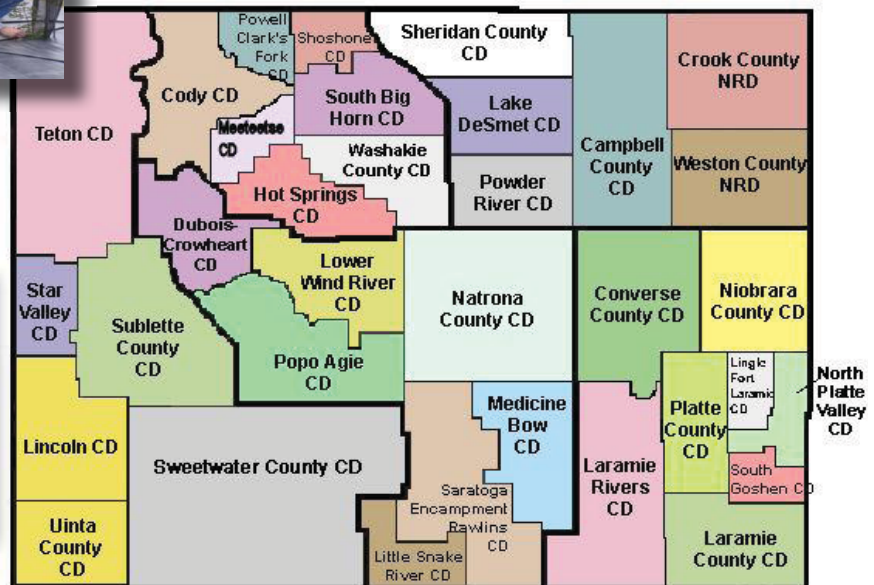 Powell
Clark's
Fork
CD
Shoshone
CD
Sheridan County
CD
Crook County
NRD
Cody CD
South Big
Horn CD
Lake
DeSmet CD
Teton CD
Meeteetse
CD
Washakie
County CD
Campbell
County
CD
Weston County
NRD
Hot Springs
CD
Powder
River CD
Dubois-
Crowheart
CD
Lower
Wind River
CD
Star
Valley
CD
Sublette
County
CD
Natrona
County CD
Converse
County CD
Niobrara
County CD
Popo Agie
CD
Lingle
Fort
Laramie
CD
North
Platte
Valley
CD
Lincoln CD
Medicine
Bow
CD
Platte
County
CD
Sweetwater County CD
Laramie
Rivers
CD
South
Goshen CD
Saratoga
Encampment
Rawlins
CD
Uinta
County
CD
Little Snake
River CD
Laramie
County CD